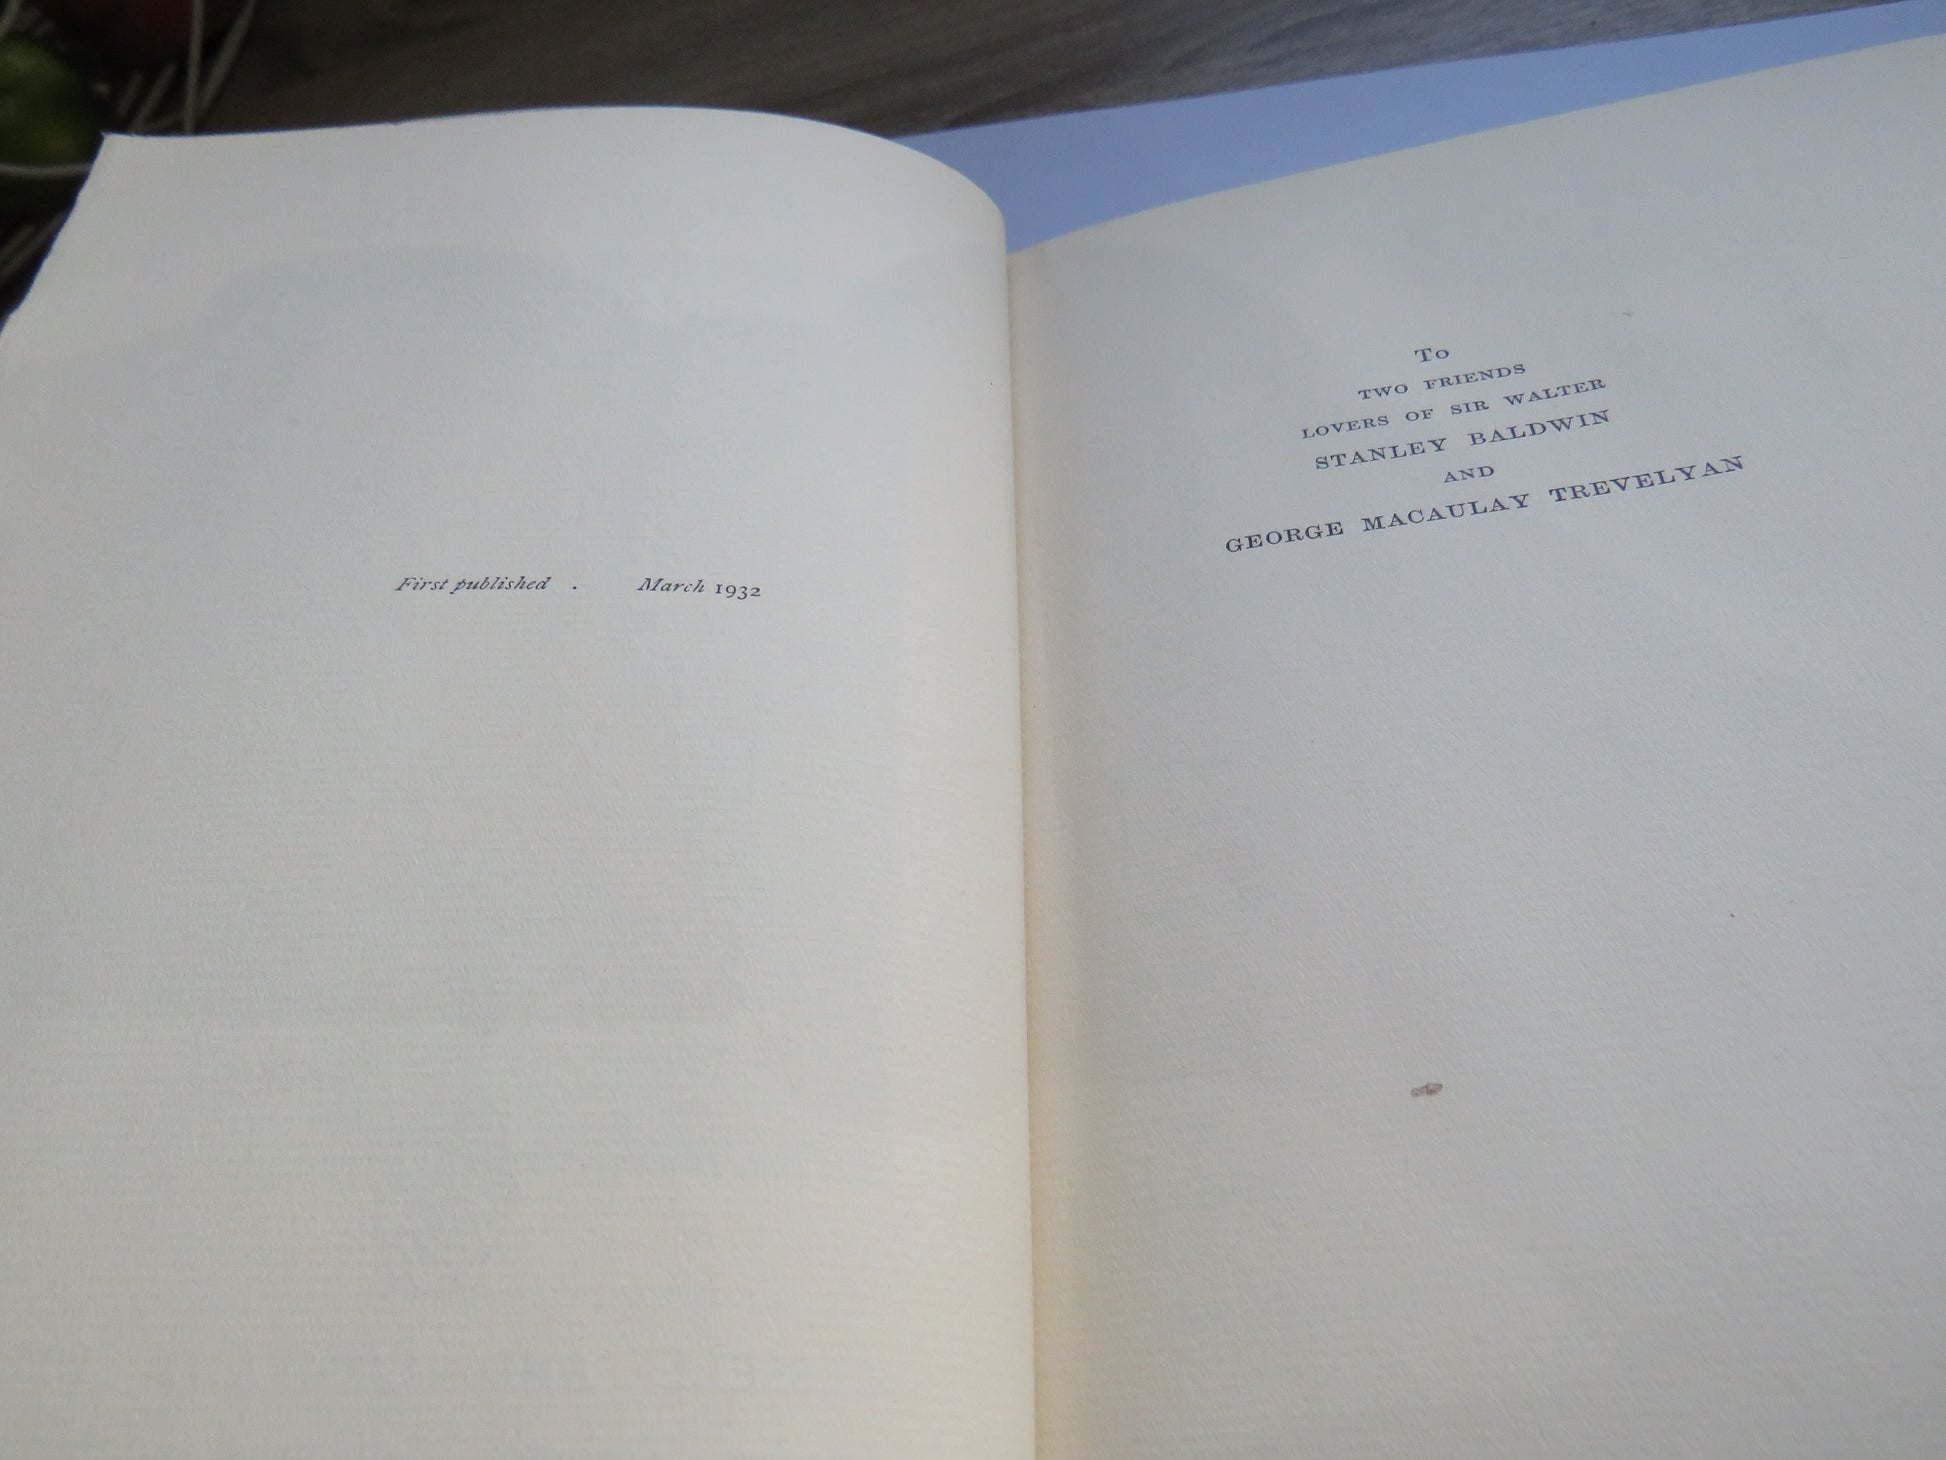 First published . March 1932
To
TWO FRIENDS
LOVERS OF SIR WALTER
STANLEY BALDWIN
AND
GEORGE MACAULAY TREVELYAN